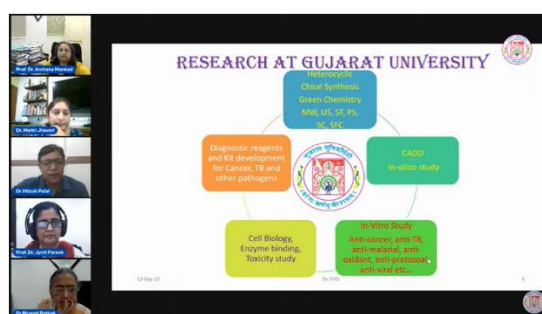 RESEARCH AT GUJARAT UNIVERSITY
Heterocyclic
Chiral Synthesis
Green Chemistry
MW, US, SF, PS,
SC, SFC
Diagnostic reagents
and Kit development
for Cancer, TB and
other pathogens
CADD
In-silico study
Cell Biology,
Enzyme binding,
Toxicity study
In-Vitro Study
Anti-cancer, anti-TB,
anti-malarial, anti-
oxidant, anti-protozoal,
anti-viral etc...
Prof. Dr. Archana Mankad
Dr. Maitri Jhaveri
Dr Hitesh Patel
Prof. Dr. Jyoti Pareek